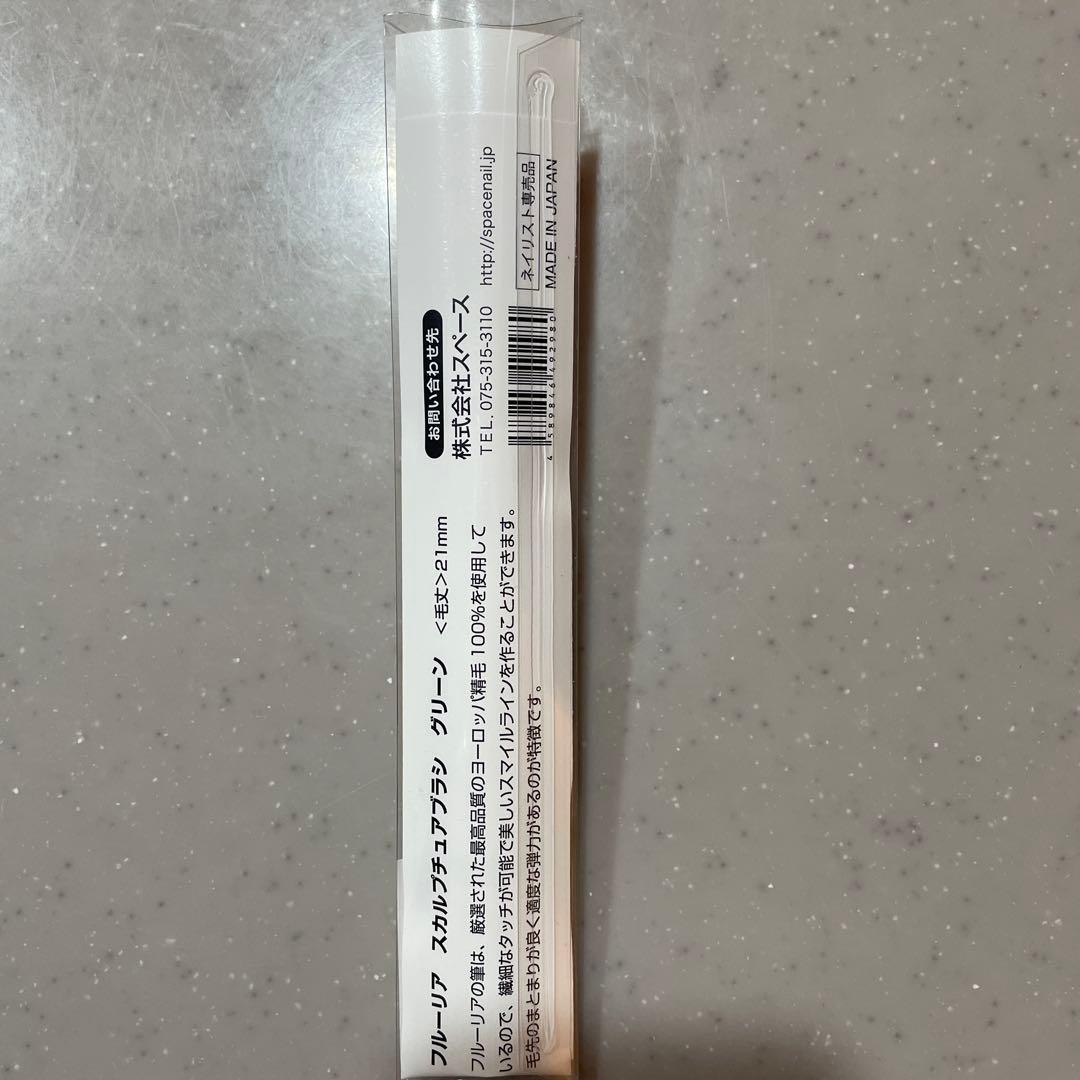 フルーリア　スカルプチュアブラシ　グリーン　＜毛丈＞21mm
フルーリアの筆は、厳選された最高品質のヨーロッパ精毛100％を使用して
いるので、繊細なタッチが可能で美しいスマイルラインを作ることができます。
毛先のまとまりが良く適度な弾力があるのが特徴です。
お問い合わせ先
株式会社スペース
TEL. 075-315-3110　http://spacenail.jp
4 589846 492980
ネイリスト専売品
MADE IN JAPAN